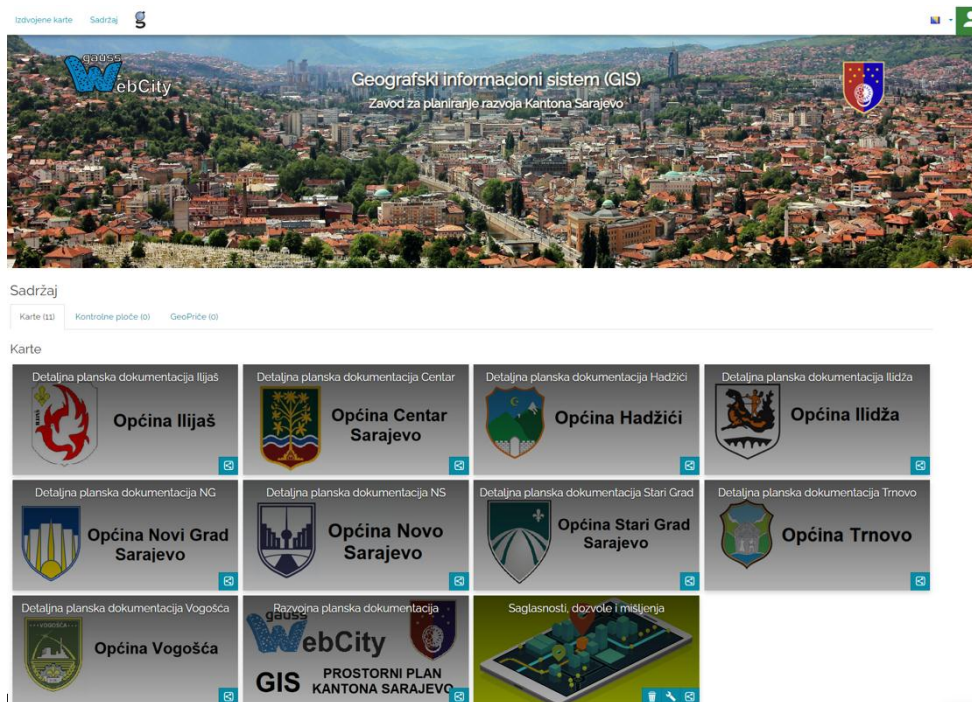 Izdvojene karte
Sadržaj
g
gauss
WebCity
Geografski informacioni sistem (GIS)
Zavod za planiranje razvoja Kantona Sarajevo
Sadržaj
Karte (11)
Kontrolne ploče (0)
GeoPriče (0)
Karte
Detaljna planska dokumentacija Ilijaš
Općina Ilijaš
Detaljna planska dokumentacija Centar
Općina Centar
Sarajevo
Detaljna planska dokumentacija Hadžići
Općina Hadžići
Detaljna planska dokumentacija Ilidža
Općina Ilidža
Detaljna planska dokumentacija NG
Općina Novi Grad
Sarajevo
Detaljna planska dokumentacija NS
Općina Novo
Sarajevo
Detaljna planska dokumentacija Stari Grad
Općina Stari Grad
Sarajevo
Detaljna planska dokumentacija Trnovo
Općina Trnovo
Detaljna planska dokumentacija Vogošća
VOGOŠĆA
Općina Vogošća
Razvojna planska dokumentacija
gauss
WebCity
GIS
PROSTORNI PLAN
KANTONA SARAJEVO
Saglasnosti, dozvole i mišljenja